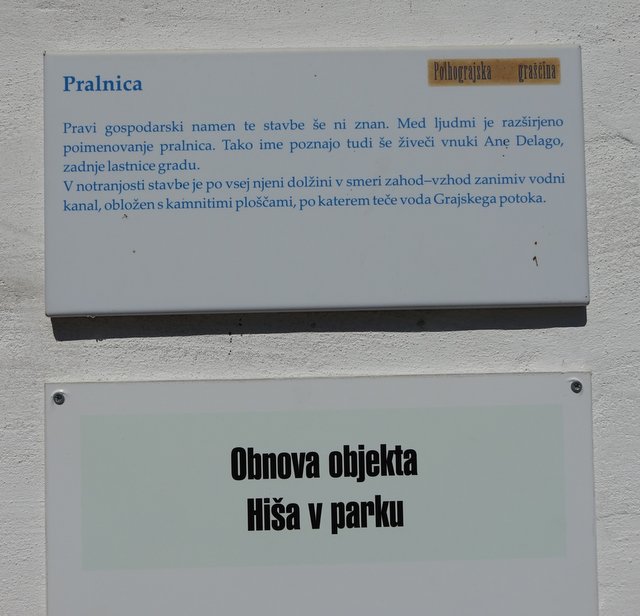 Pralnica
Polhograjska graščina
Pravi gospodarski namen te stavbe še ni znan. Med ljudmi je razširjeno
poimenovanje pralnica. Tako ime poznajo tudi še živeči vnuki Ane Delago,
zadnje lastnice gradu.
V notranjosti stavbe je po vsej njeni dolžini v smeri zahod–vzhod zanimiv vodni
kanal, obložen s kamnitimi ploščami, po katerem teče voda Grajskega potoka.
Obnova objekta
Hiša v parku